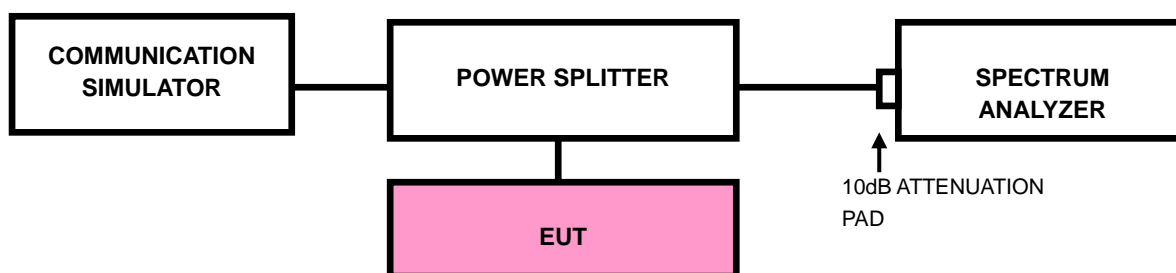 COMMUNICATION
SIMULATOR
POWER SPLITTER
SPECTRUM
ANALYZER
10dB ATTENUATION
PAD
EUT